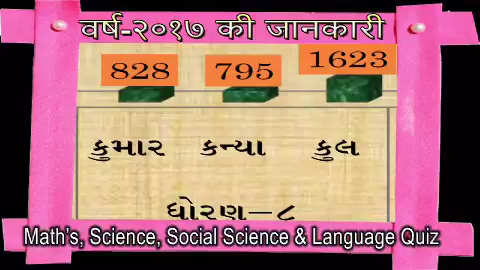 वर्ष-२०१७ की जानकारी
828 795 1623
કુમાર કન્યા કુલ
ધોરણ-૮
Math's, Science, Social Science & Language Quiz